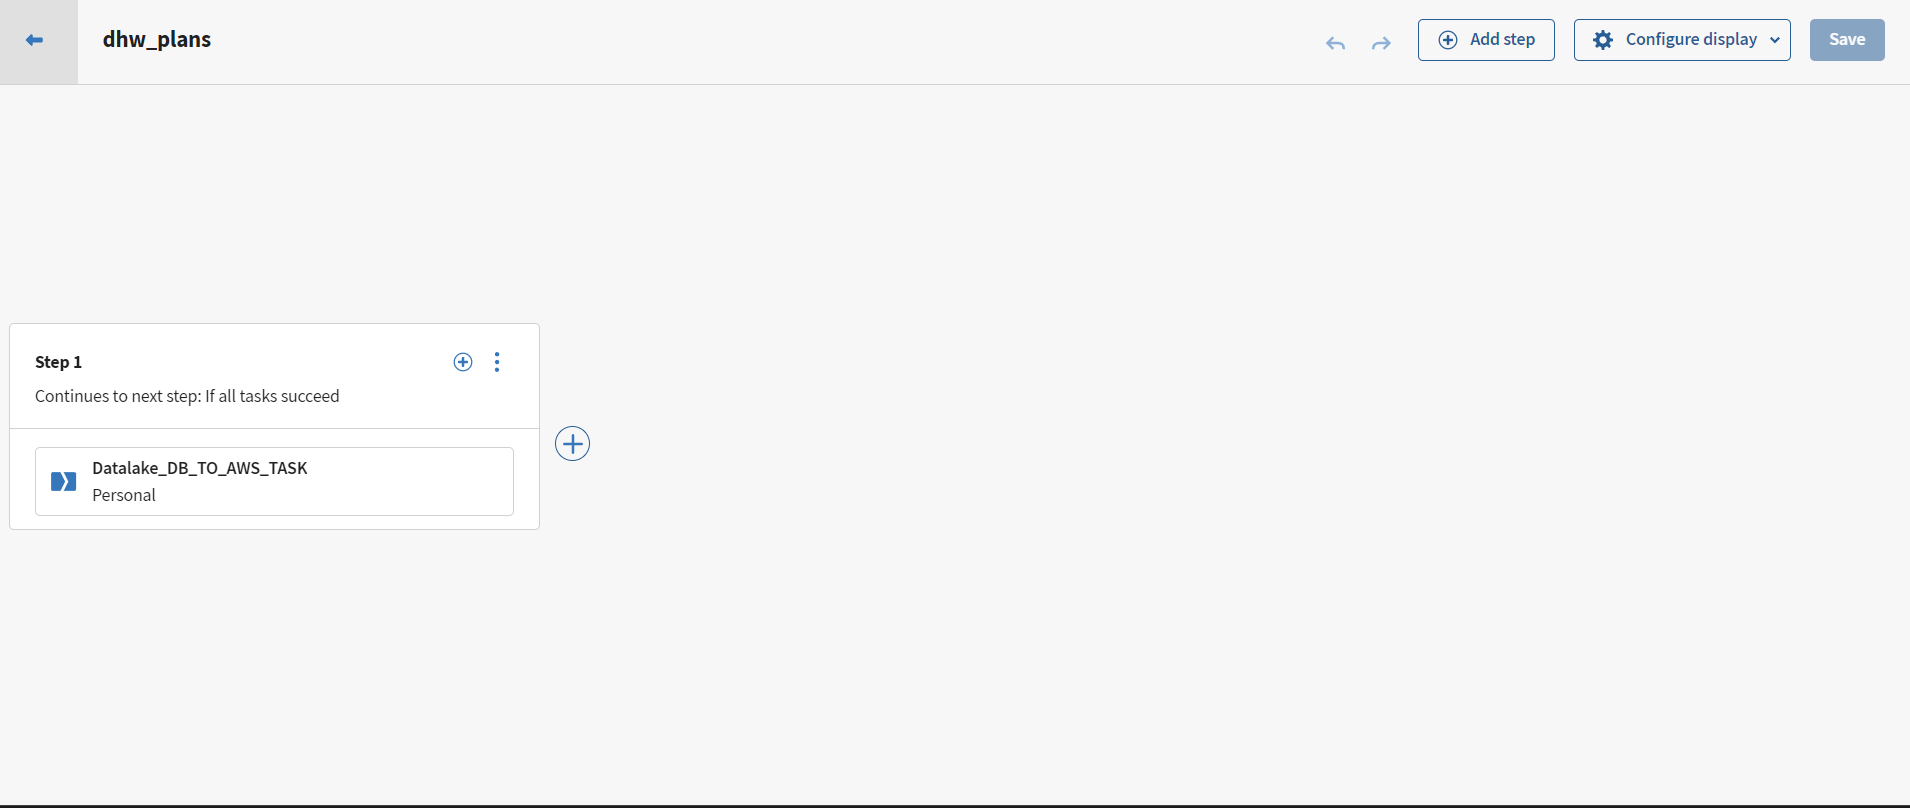 dhw_plans
Add step
Configure display
Save
Step 1
Continues to next step: If all tasks succeed
Datalake_DB_TO_AWS_TASK
Personal